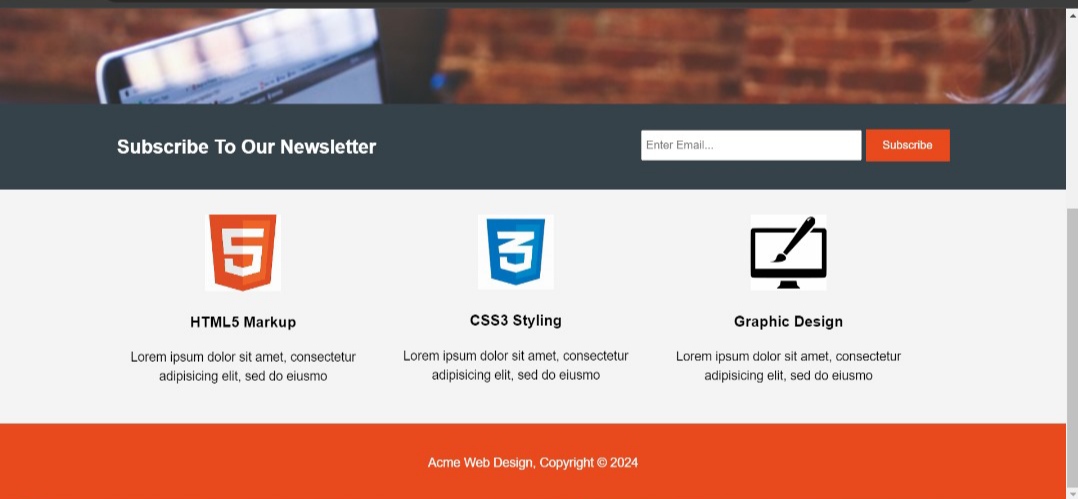 Subscribe To Our Newsletter
Enter Email...
Subscribe
5
3
HTML5 Markup
CSS3 Styling
Graphic Design
Lorem ipsum dolor sit amet, consectetur
adipisicing elit, sed do eiusmo
Lorem ipsum dolor sit amet, consectetur
adipisicing elit, sed do eiusmo
Lorem ipsum dolor sit amet, consectetur
adipisicing elit, sed do eiusmo
Acme Web Design, Copyright © 2024